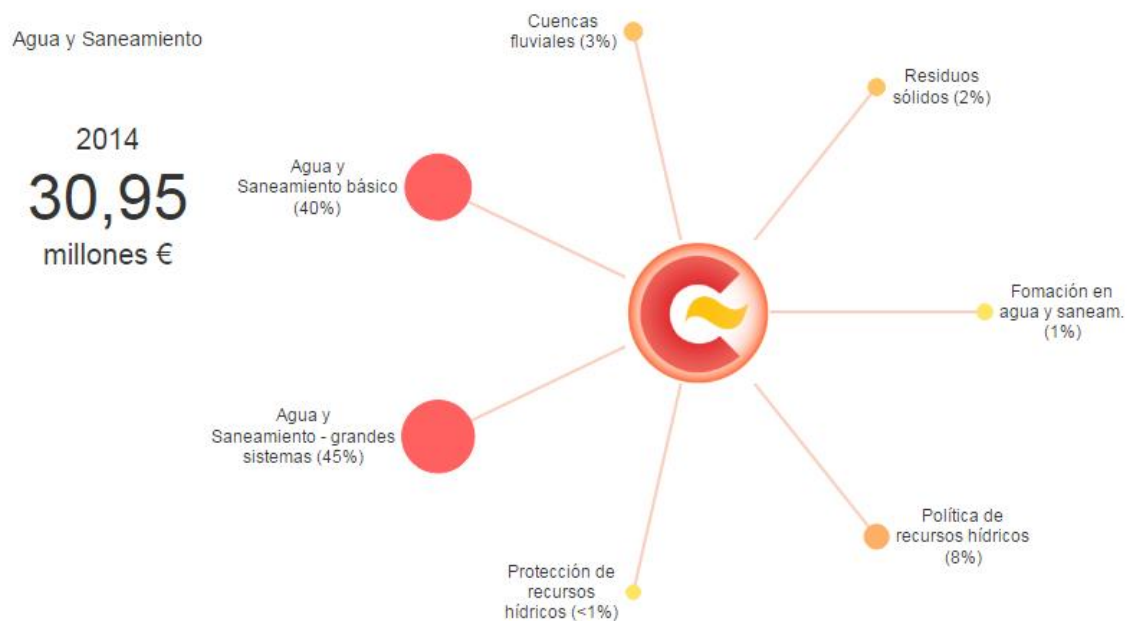 Agua y Saneamiento
2014
30,95
millones €
Cuencas
fluviales (3%)
Residuos
sólidos (2%)
Agua y
Saneamiento básico
(40%)
Fomación en
agua y saneam.
(1%)
Agua y
Saneamiento - grandes
sistemas (45%)
Política de
recursos hídricos
(8%)
Protección de
recursos
hídricos (<1%)